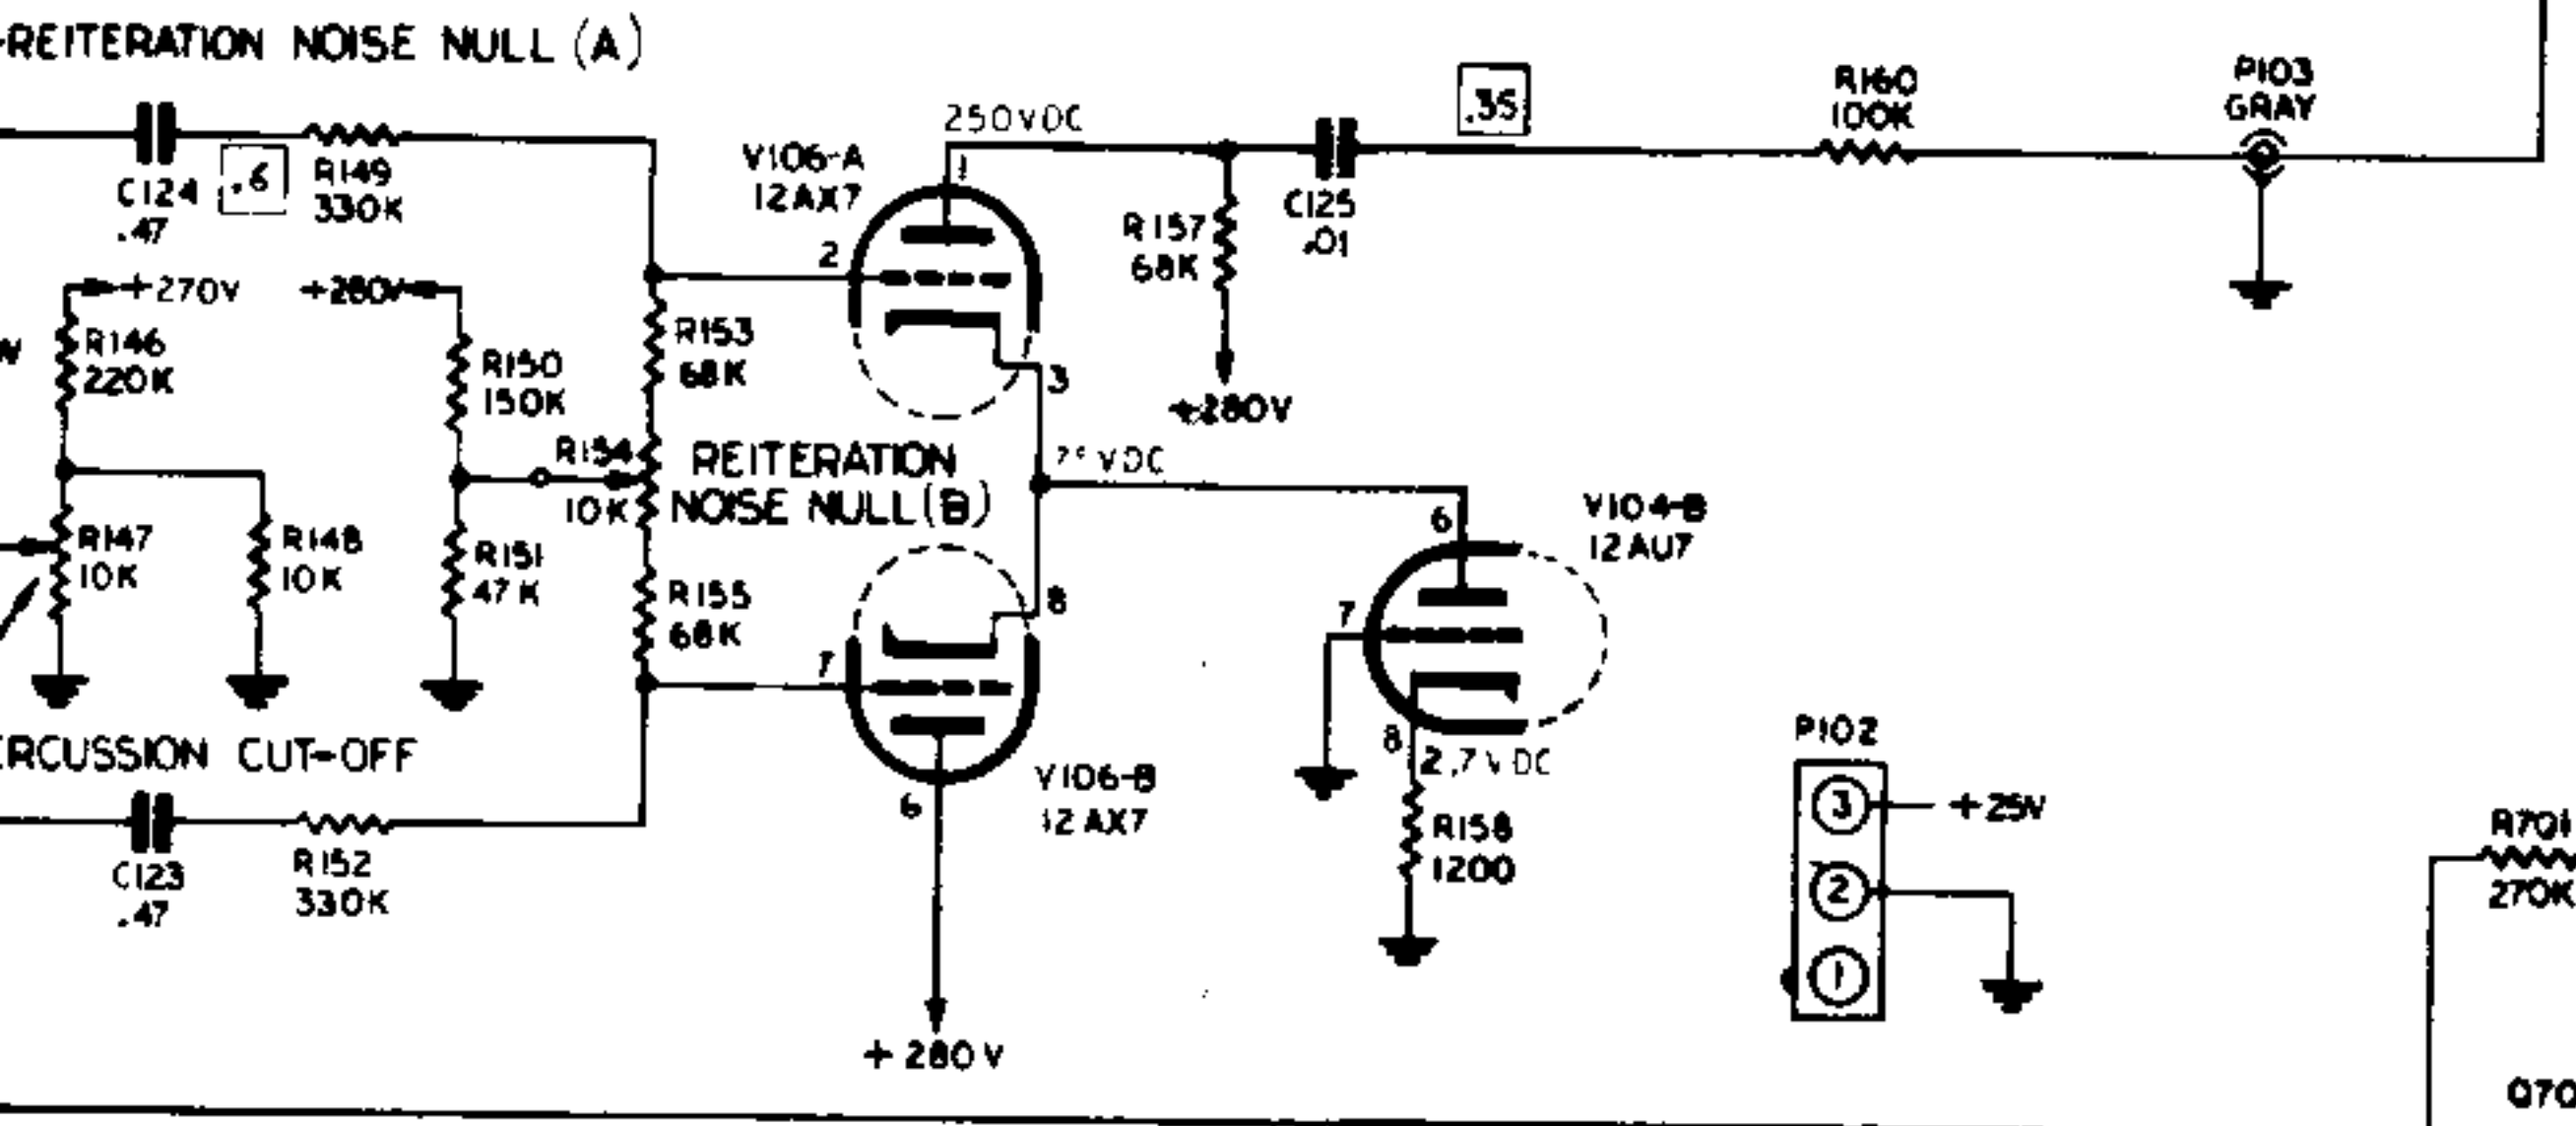 REITERATION NOISE NULL (A)
C124
.47
.6
R149
330K
V106-A
12AX7
250VDC
1
2
3
.35
R160
100K
P103
GRAY
R157
68K
C125
.01
+280V
+270V
+280V
R146
220K
R150
150K
R153
68K
R154
10K
REITERATION
NOISE NULL (B)
VDC
R147
10K
R148
10K
R151
47K
R155
68K
8
7
6
V106-B
12AX7
+280V
6
V104-B
12AU7
7
8
2.7VDC
R158
1200
ERCUSSION CUT-OFF
C123
.47
R152
330K
P102
3
+25V
2
1
R701
270K
Q70